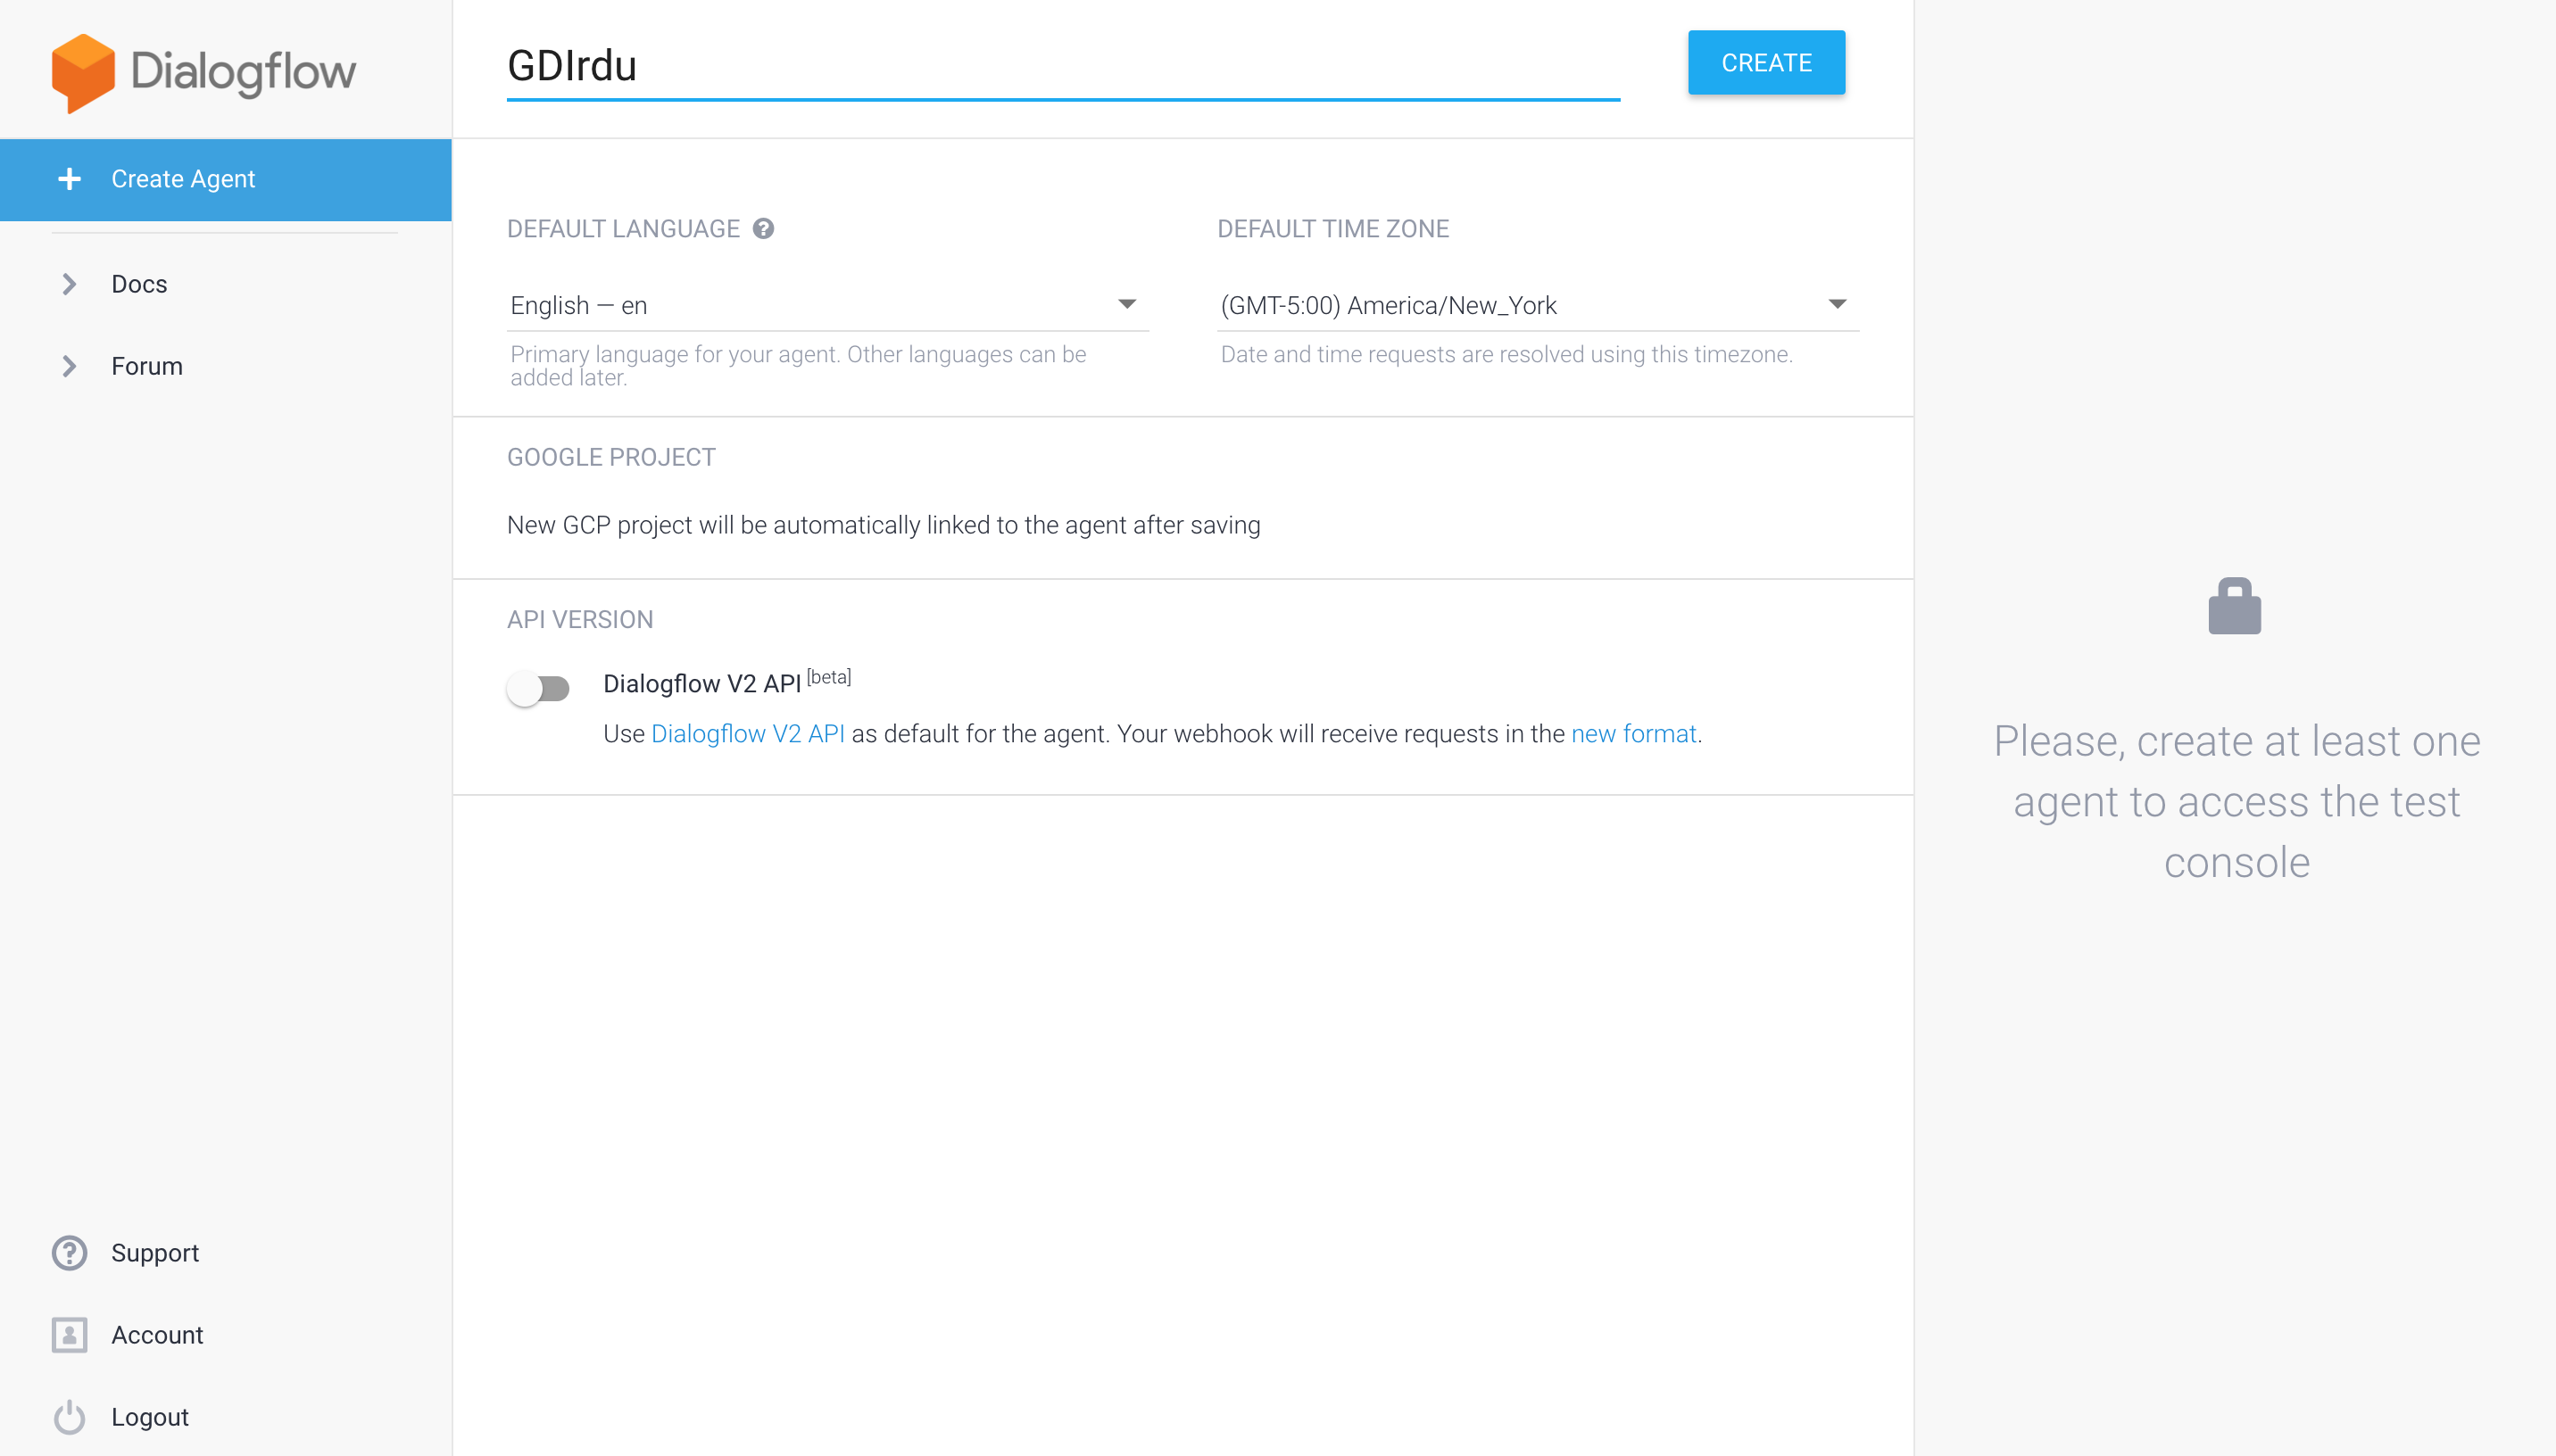 Dialogflow
GDIrdu
CREATE
Create Agent
Docs
Forum
DEFAULT LANGUAGE ?
DEFAULT TIME ZONE
English — en
(GMT-5:00) America/New_York
Primary language for your agent. Other languages can be
added later.
Date and time requests are resolved using this timezone.
GOOGLE PROJECT
New GCP project will be automatically linked to the agent after saving
API VERSION
Dialogflow V2 API [beta]
Use Dialogflow V2 API as default for the agent. Your webhook will receive requests in the new format.
Please, create at least one
agent to access the test
console
Support
Account
Logout